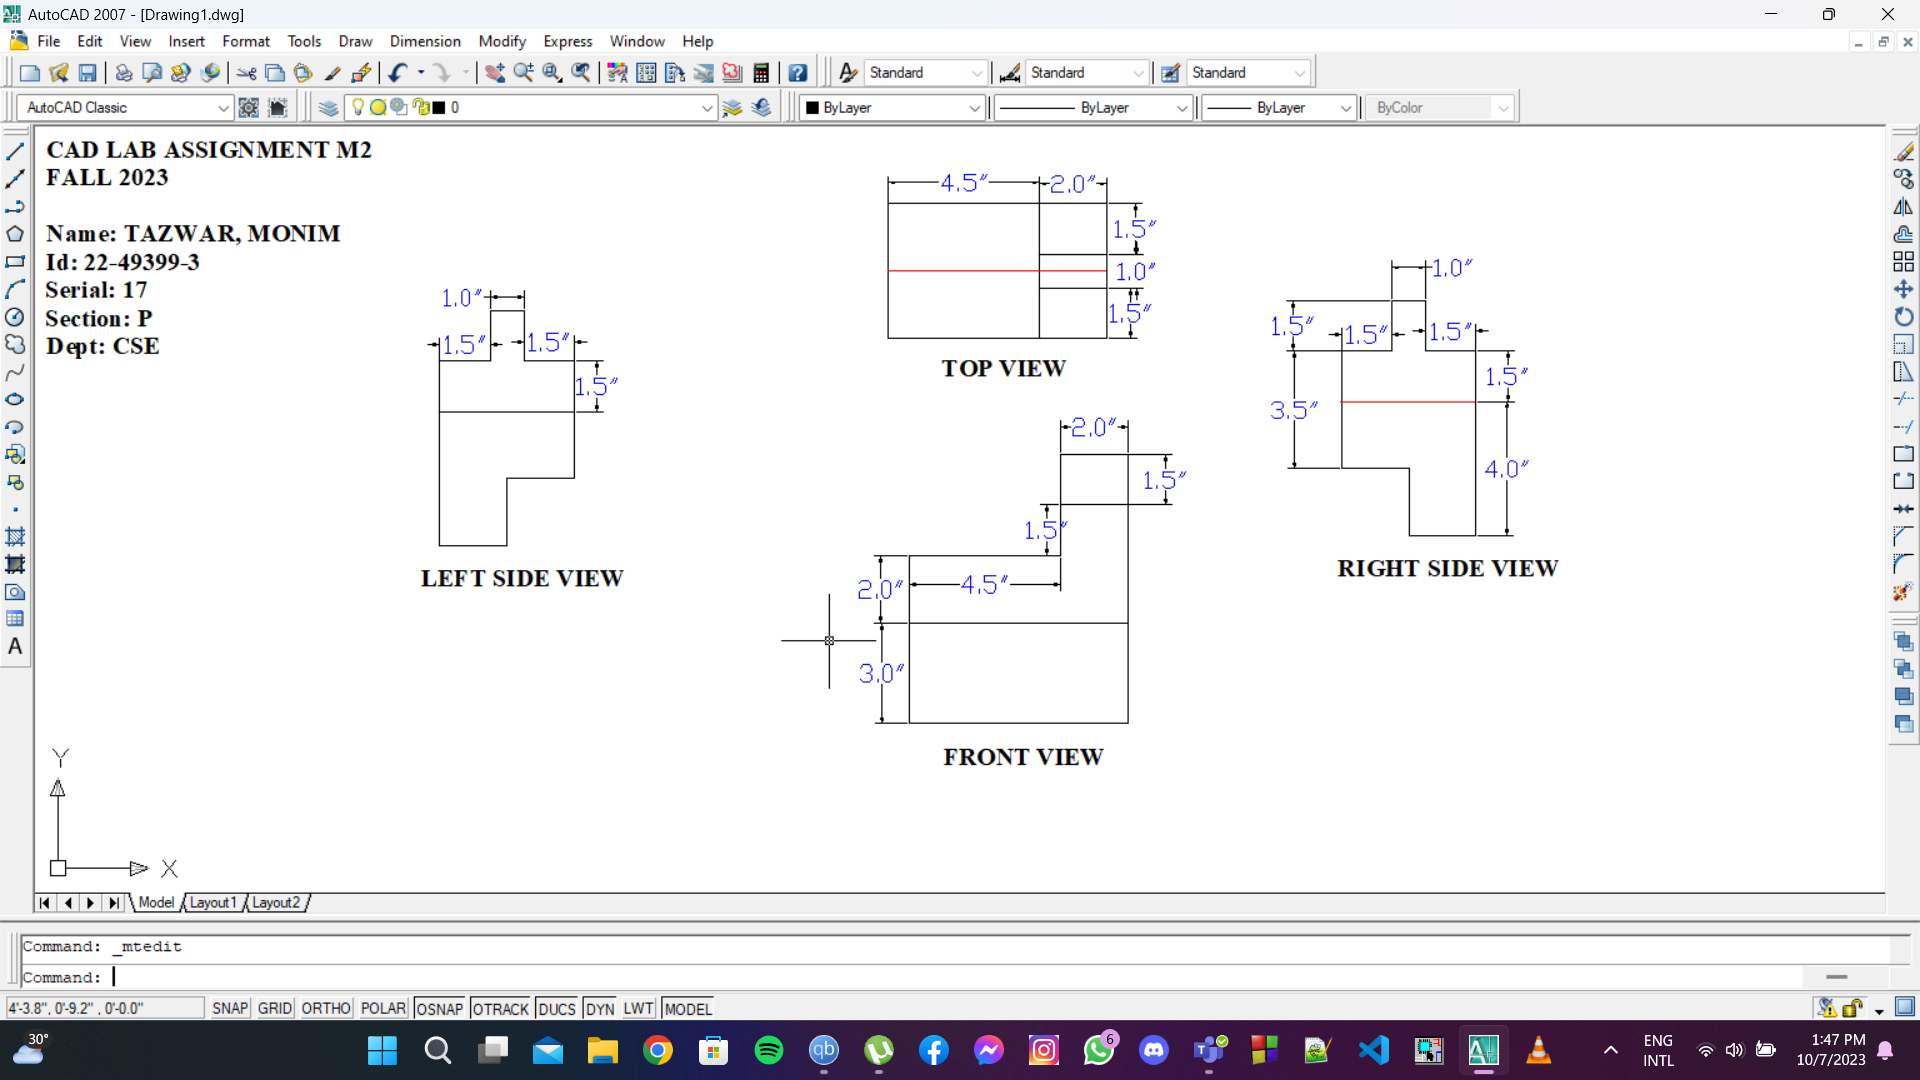 AutoCAD 2007 - [Drawing1.dwg]
File Edit View Insert Format Tools Draw Dimension Modify Express Window Help
Standard Standard Standard
AutoCAD Classic 0 ByLayer ByLayer ByLayer ByColor
CAD LAB ASSIGNMENT M2
FALL 2023
Name: TAZWAR, MONIM
Id: 22-49399-3
Serial: 17
Section: P
Dept: CSE
1.0"
1.5" 1.5"
1.5"
LEFT SIDE VIEW
4.5" 2.0"
1.5"
1.0"
1.5"
TOP VIEW
2.0"
1.5"
1.5"
2.0" 4.5"
3.0"
FRONT VIEW
1.0"
1.5" 1.5" 1.5"
1.5"
3.5"
4.0"
RIGHT SIDE VIEW
Y
X
Model Layout1 Layout2
Command: _mtedit
Command:
4'-3.8", 0'-9.2" , 0'-0.0" SNAP GRID ORTHO POLAR OSNAP OTRACK DUCS DYN LWT MODEL
30°
6
ENG
INTL
1:47 PM
10/7/2023